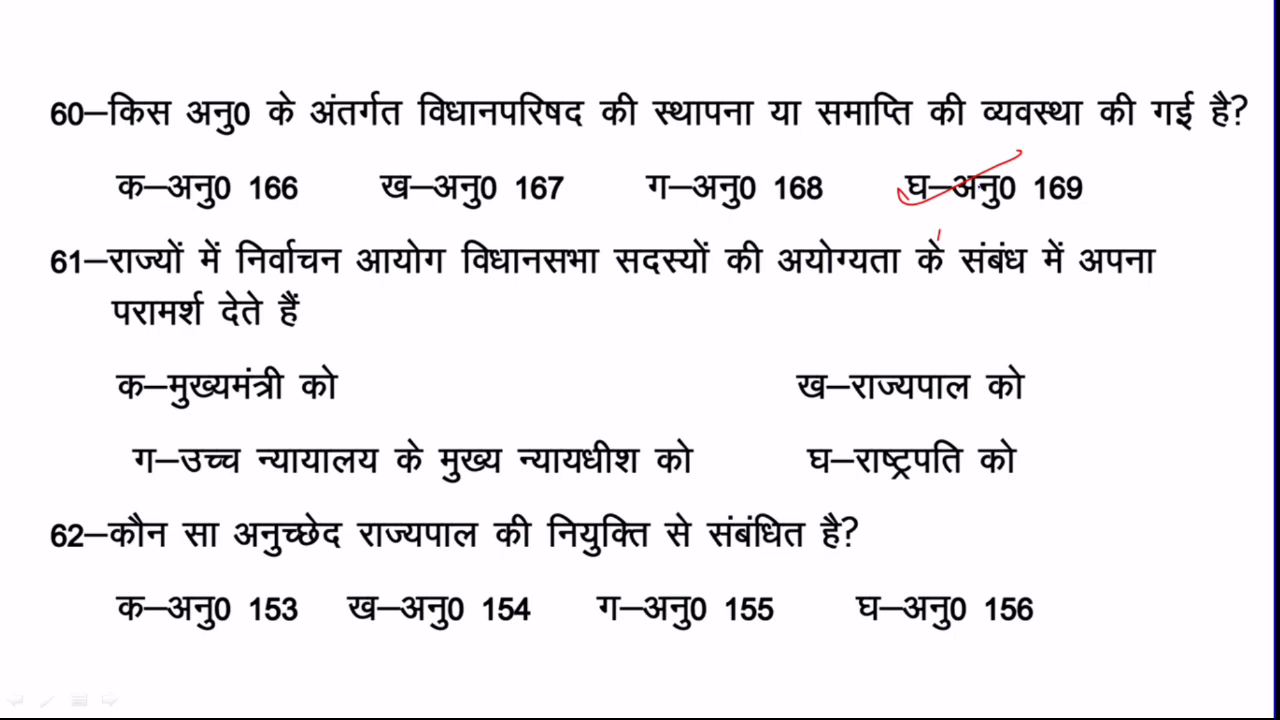 60–किस अनु0 के अंतर्गत विधानपरिषद की स्थापना या समाप्ति की व्यवस्था की गई है?
क–अनु0 166 ख–अनु0 167 ग–अनु0 168 घ–अनु0 169
61–राज्यों में निर्वाचन आयोग विधानसभा सदस्यों की अयोग्यता के संबंध में अपना
परामर्श देते हैं
क–मुख्यमंत्री को ख–राज्यपाल को
ग–उच्च न्यायालय के मुख्य न्यायधीश को घ–राष्ट्रपति को
62–कौन सा अनुच्छेद राज्यपाल की नियुक्ति से संबंधित है?
क–अनु0 153 ख–अनु0 154 ग–अनु0 155 घ–अनु0 156